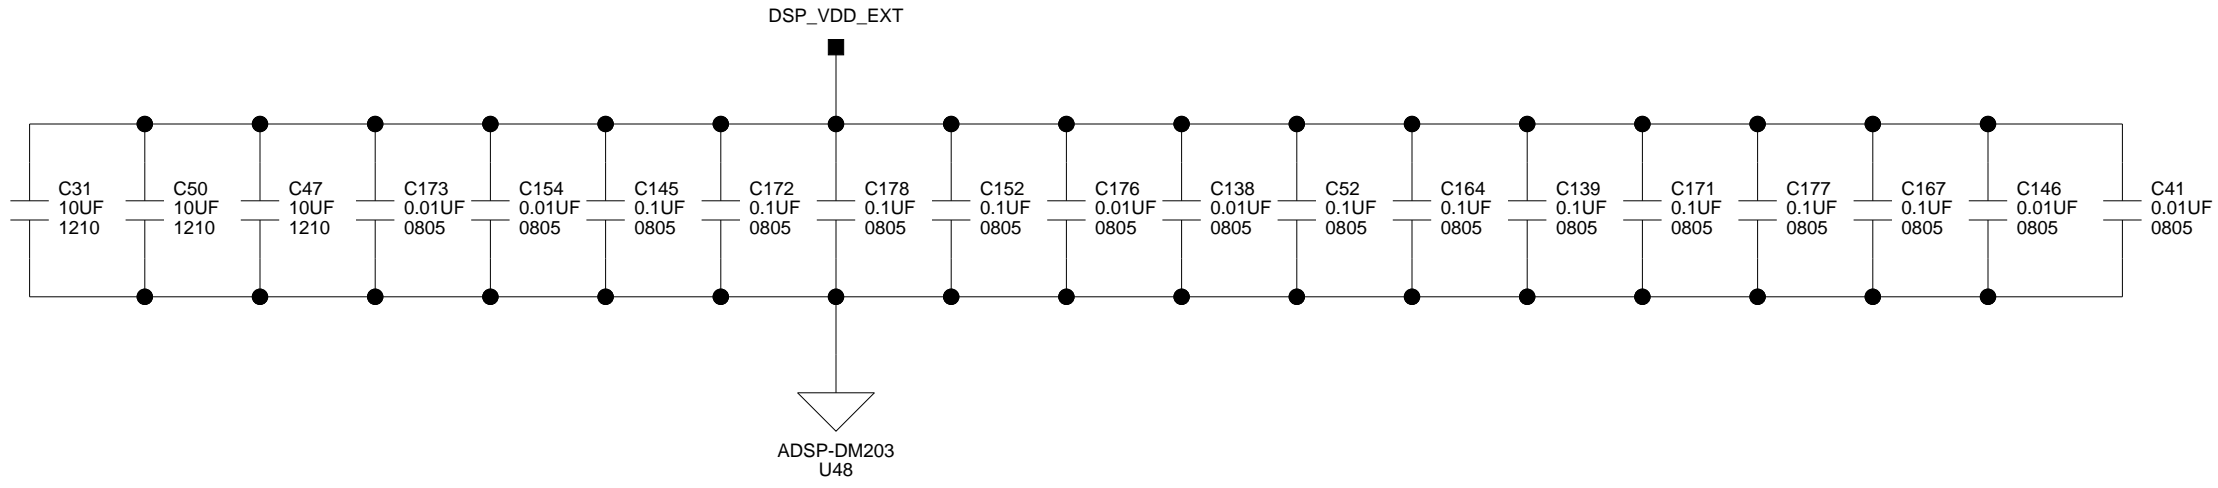 DSP_VDD_EXT
C31
10UF
1210
C50
10UF
1210
C47
10UF
1210
C173
0.01UF
0805
C154
0.01UF
0805
C145
0.1UF
0805
C172
0.1UF
0805
C178
0.1UF
0805
C152
0.1UF
0805
C176
0.01UF
0805
C138
0.01UF
0805
C52
0.1UF
0805
C164
0.1UF
0805
C139
0.1UF
0805
C171
0.1UF
0805
C177
0.1UF
0805
C167
0.1UF
0805
C146
0.01UF
0805
C41
0.01UF
0805
ADSP-DM203
U48